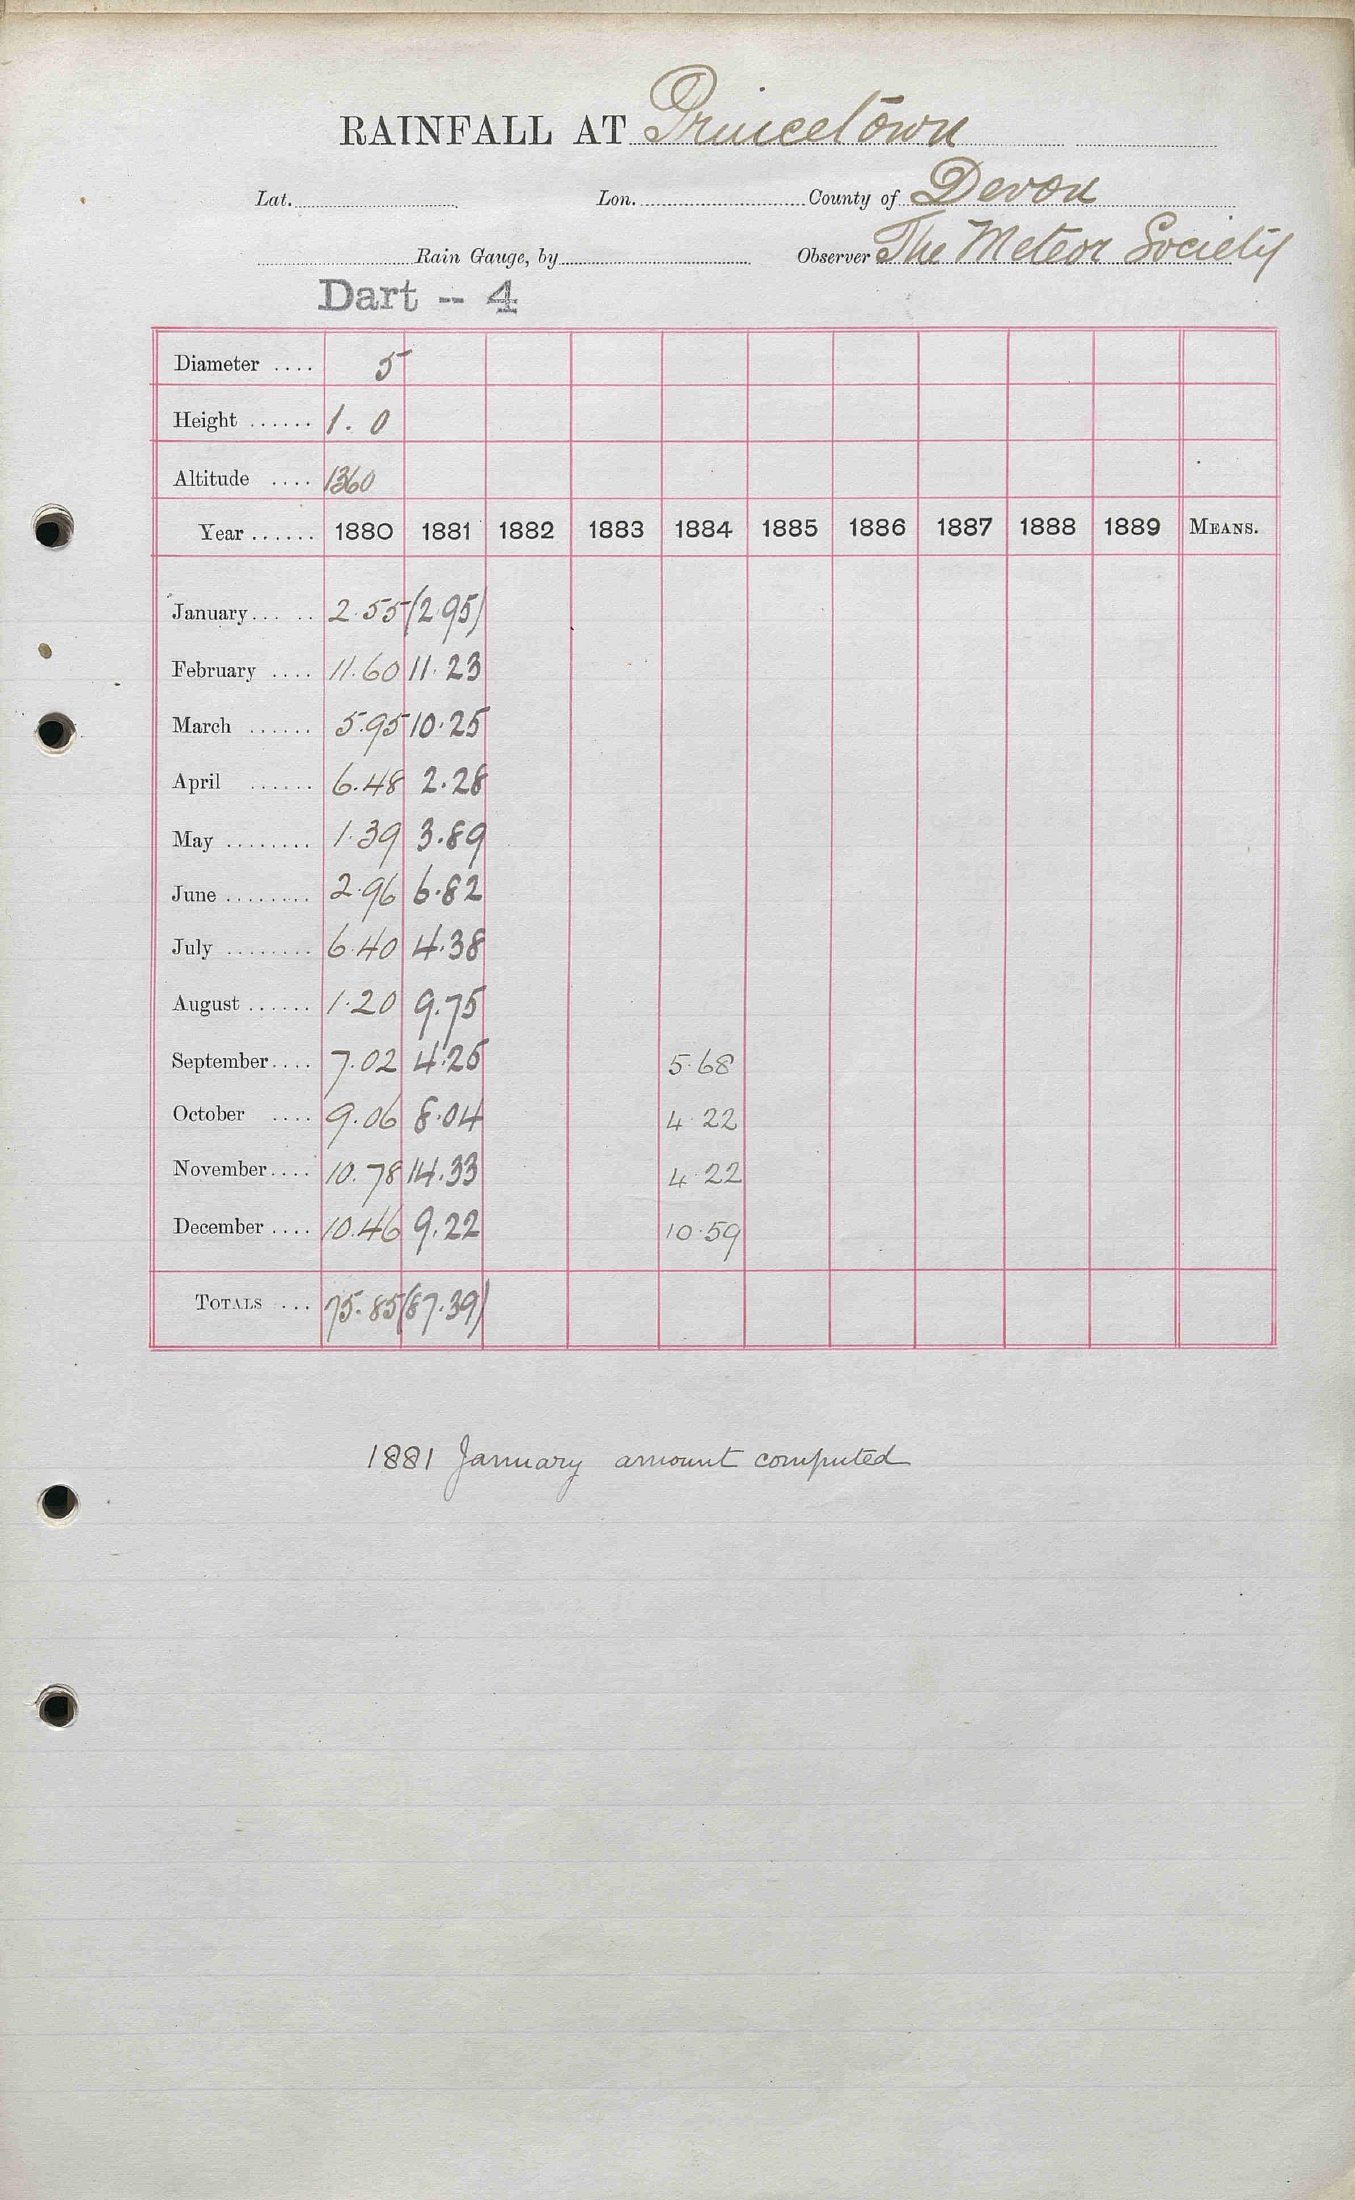 RAINFALL AT Princetown
Lat. Lon. County of Devon
Rain Gauge, by Observer The Meteor Society
Dart -- 4
Diameter .... 5
Height ...... 1. 0
Altitude .... 1360
Year ...... 1880 1881 1882 1883 1884 1885 1886 1887 1888 1889 MEANS.
January... .. 2.55 (2.95)
February .... 11.60 11.23
March ...... 5.95 10.25
April ...... 6.48 2.28
May ........ 1.39 3.89
June ........ 2.96 6.82
July ........ 6.40 4.38
August ...... 1.20 9.75
September.... 7.02 4.25 5.68
October .... 9.06 8.04 4.22
November.... 10.78 14.33 4.22
December .... 10.46 9.22 10.59
TOTALS ... 75.85 (87.39)
1881 January amount computed